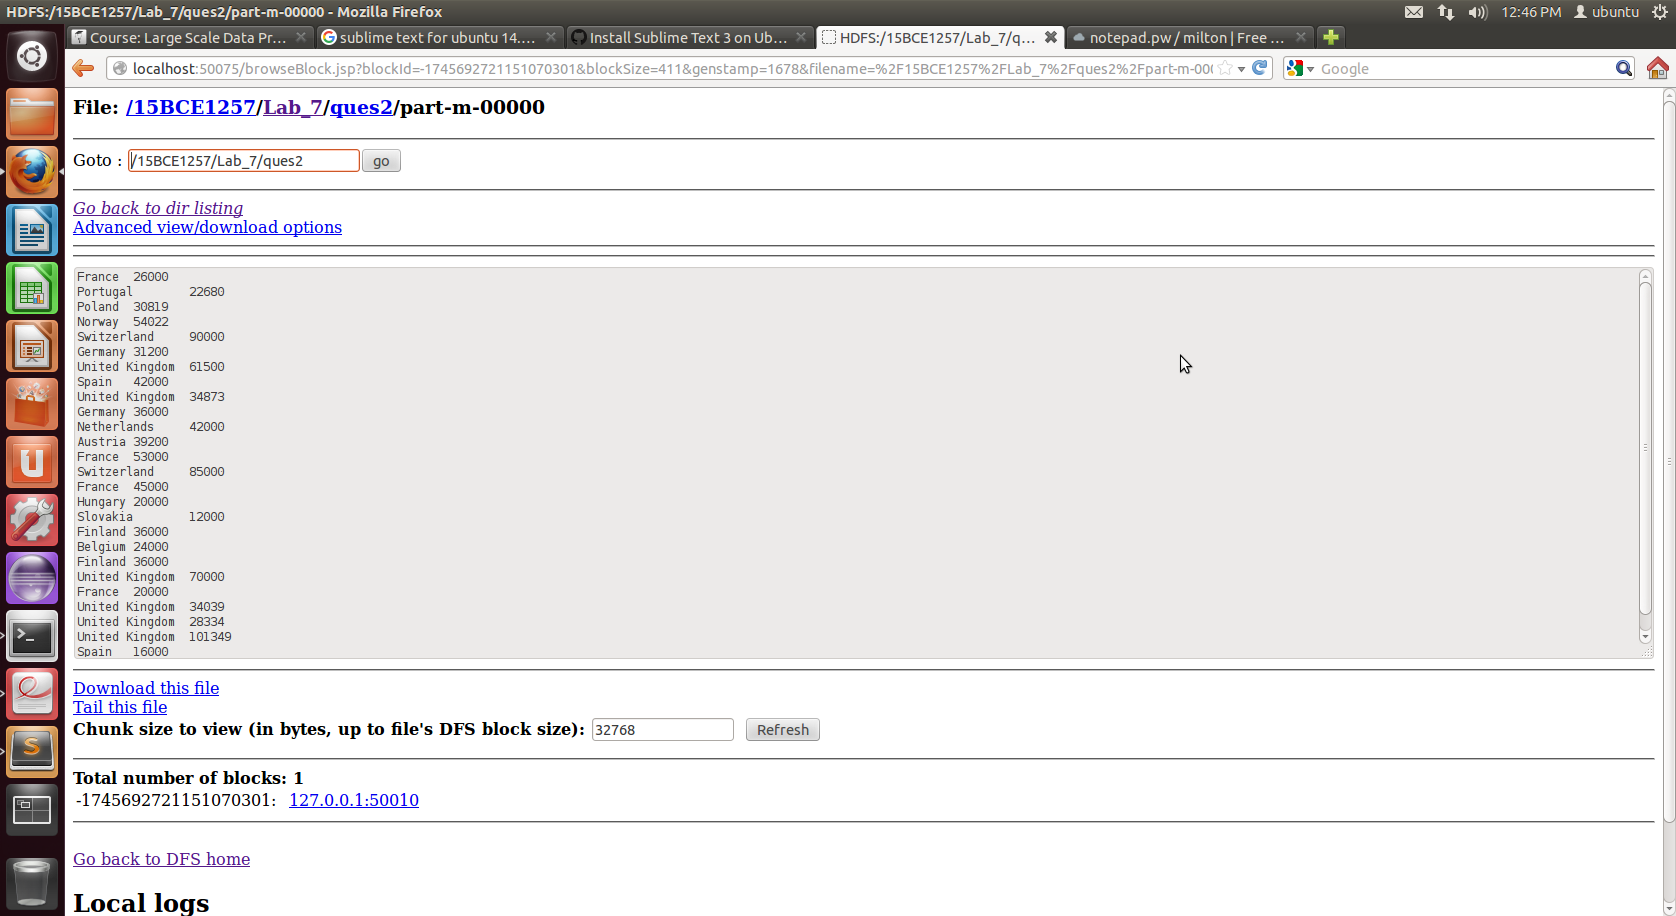 HDFS:/15BCE1257/Lab_7/ques2/part-m-00000 - Mozilla Firefox
12:46 PM ubuntu
Course: Large Scale Data Pr...
sublime text for ubuntu 14....
Install Sublime Text 3 on Ub...
HDFS:/15BCE1257/Lab_7/q...
notepad.pw / milton | Free ...
localhost:50075/browseBlock.jsp?blockId=-1745692721151070301&blockSize=411&genstamp=1678&filename=%2F15BCE1257%2FLab_7%2Fques2%2Fpart-m-00
Google
File: /15BCE1257/Lab_7/ques2/part-m-00000
Goto : /15BCE1257/Lab_7/ques2 go
Go back to dir listing
Advanced view/download options
France 26000
Portugal 22680
Poland 30819
Norway 54022
Switzerland 90000
Germany 31200
United Kingdom 61500
Spain 42000
United Kingdom 34873
Germany 36000
Netherlands 42000
Austria 39200
France 53000
Switzerland 85000
France 45000
Hungary 20000
Slovakia 12000
Finland 36000
Belgium 24000
Finland 36000
United Kingdom 70000
France 20000
United Kingdom 34039
United Kingdom 28334
United Kingdom 101349
Spain 16000
Download this file
Tail this file
Chunk size to view (in bytes, up to file's DFS block size): 32768 Refresh
Total number of blocks: 1
-1745692721151070301: 127.0.0.1:50010
Go back to DFS home
Local logs